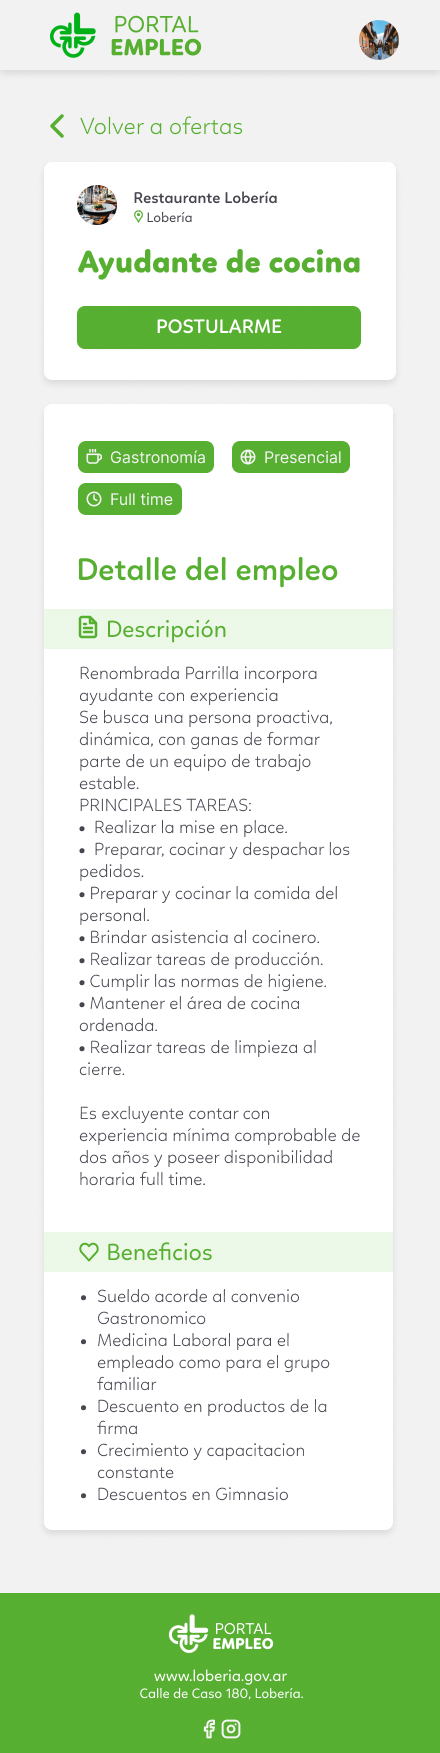 PORTAL
EMPLEO
Volver a ofertas
Restaurante Lobería
Lobería
Ayudante de cocina
POSTULARME
Gastronomía
Presencial
Full time
Detalle del empleo
Descripción
Renombrada Parrilla incorpora
ayudante con experiencia
Se busca una persona proactiva,
dinámica, con ganas de formar
parte de un equipo de trabajo
estable.
PRINCIPALES TAREAS:
• Realizar la mise en place.
• Preparar, cocinar y despachar los
pedidos.
• Preparar y cocinar la comida del
personal.
• Brindar asistencia al cocinero.
• Realizar tareas de producción.
• Cumplir las normas de higiene.
• Mantener el área de cocina
ordenada.
• Realizar tareas de limpieza al
cierre.
Es excluyente contar con
experiencia mínima comprobable de
dos años y poseer disponibilidad
horaria full time.
Beneficios
• Sueldo acorde al convenio
Gastronomico
• Medicina Laboral para el
empleado como para el grupo
familiar
• Descuento en productos de la
firma
• Crecimiento y capacitacion
constante
• Descuentos en Gimnasio
PORTAL
EMPLEO
www.loberia.gov.ar
Calle de Caso 180, Lobería.